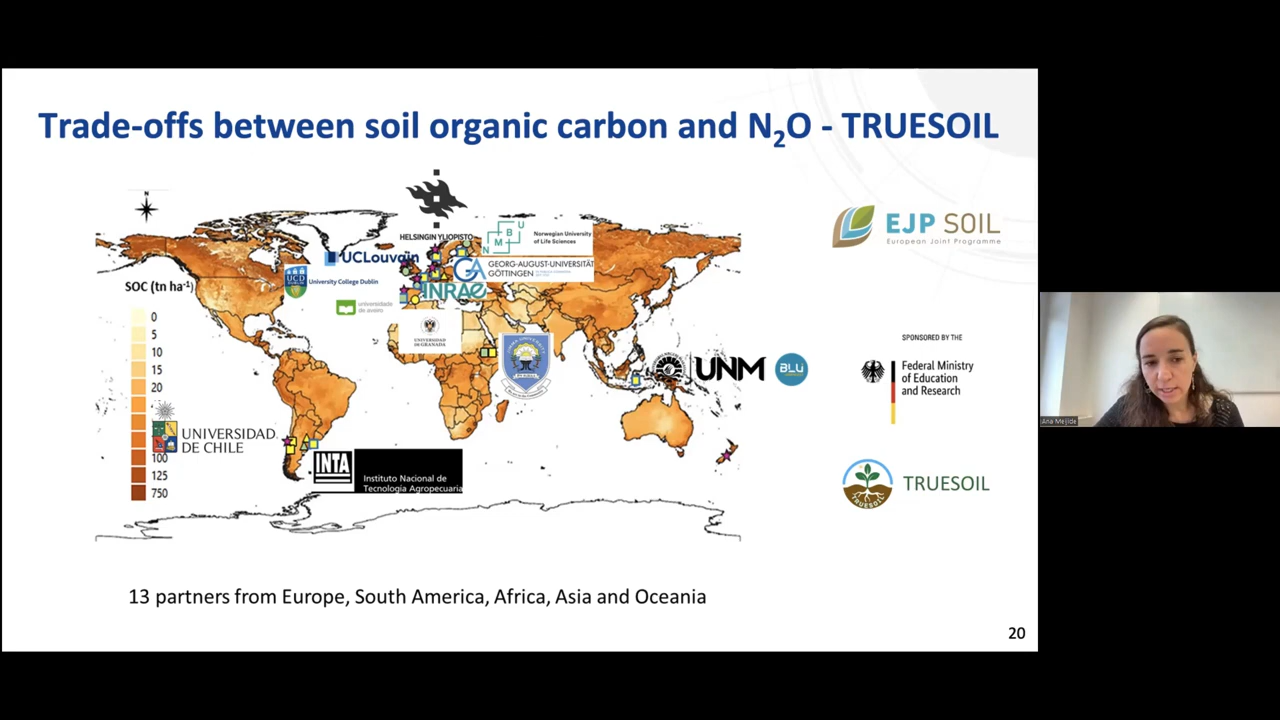 Trade-offs between soil organic carbon and N2O - TRUESOIL
N
HELSINGIN YLIOPISTO
N M B U
Norwegian University
of Life Sciences
UCLouvain
GEORG-AUGUST-UNIVERSITÄT
GÖTTINGEN
UCD
DUBLIN
University College Dublin
INRAE
universidade
de aveiro
SOC (tn ha-1)
0
5
10
15
20
100
125
750
UNIVERSIDAD
DE GRANADA
UNM
BLU
UNIVERSIDAD
DE CHILE
INTA
Instituto Nacional de
Tecnología Agropecuaria
EJP SOIL
European Joint Programme
SPONSORED BY THE
Federal Ministry
of Education
and Research
TRUESOIL
TRUESOIL
13 partners from Europe, South America, Africa, Asia and Oceania
20
Ana Meijide